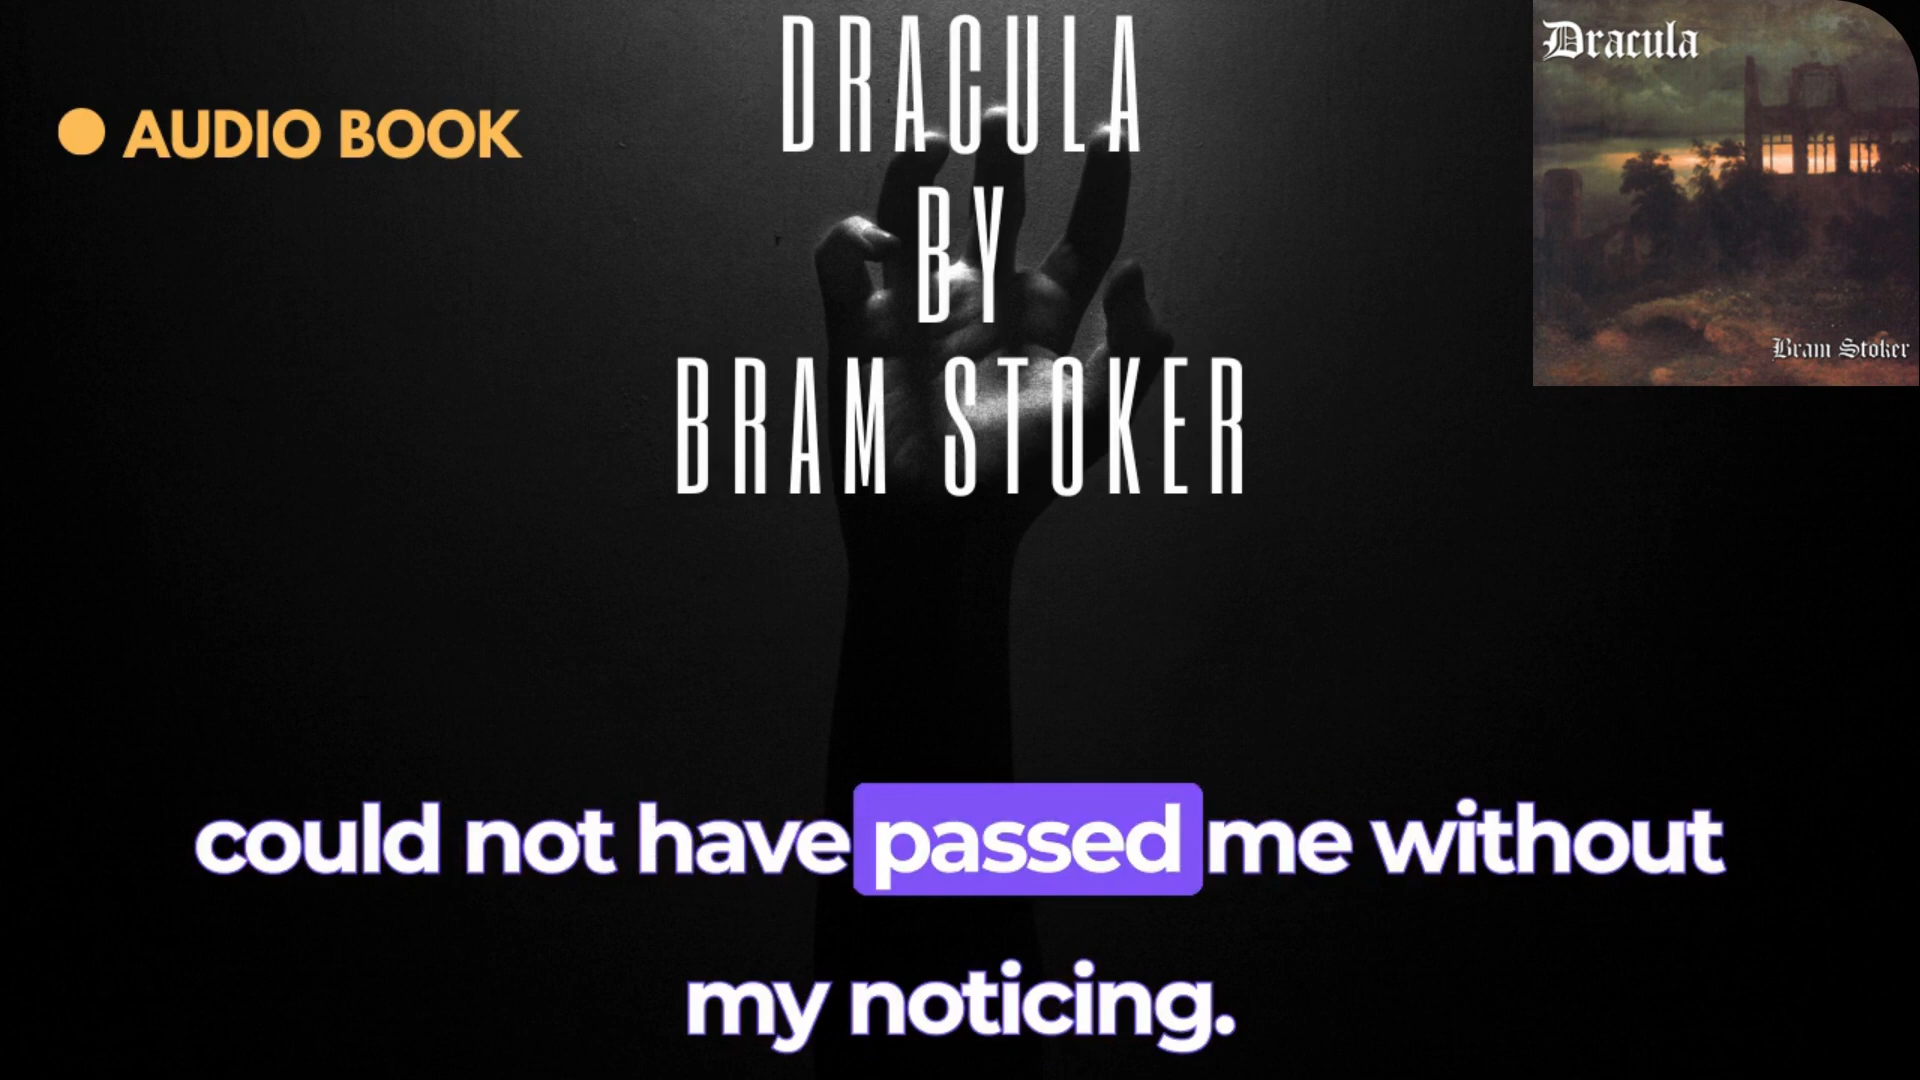 DRACULA
BY
BRAM STOKER
AUDIO BOOK
Dracula
Bram Stoker
could not have passed me without
my noticing.